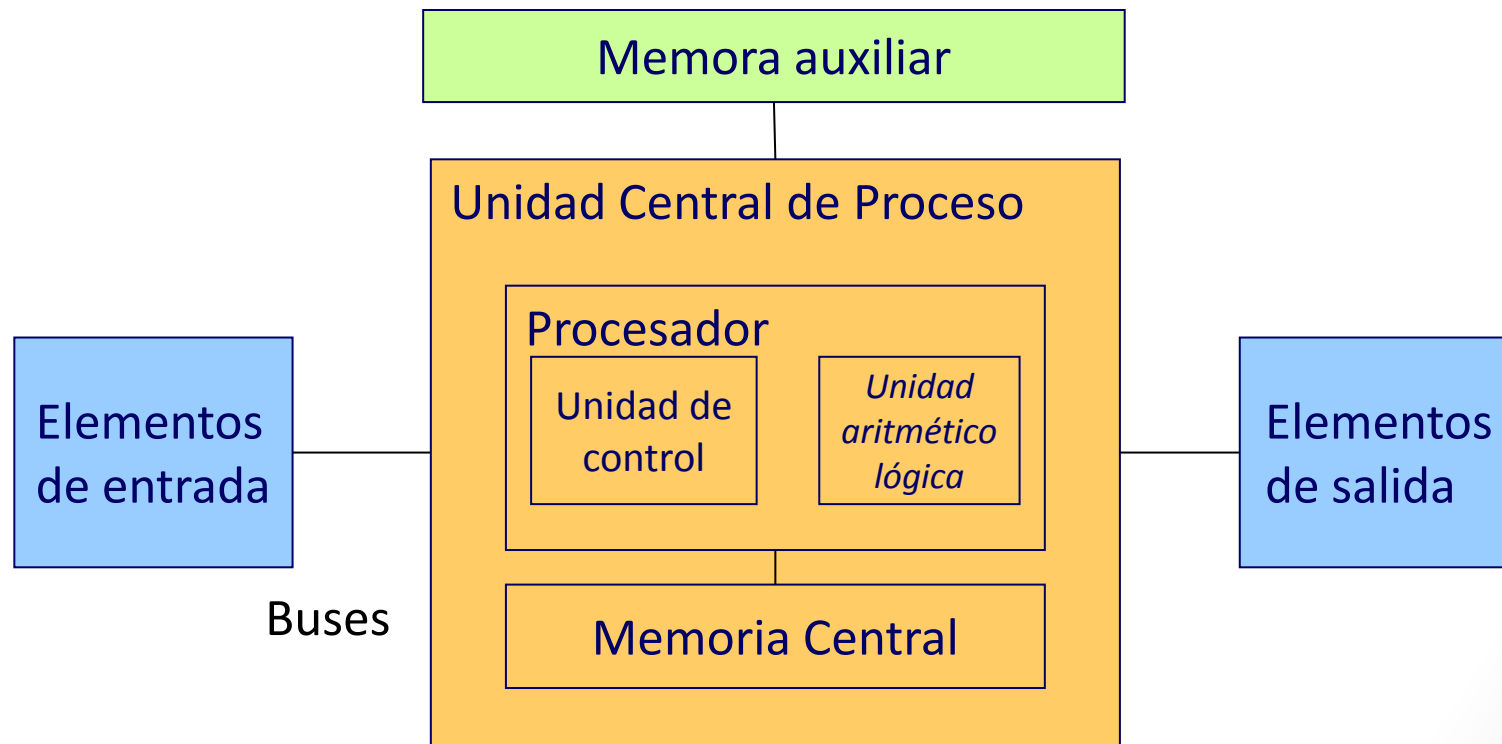 Memora auxiliar
Unidad Central de Proceso
Procesador
Unidad de
control
Unidad
aritmético
lógica
Elementos
de entrada
Elementos
de salida
Buses
Memoria Central